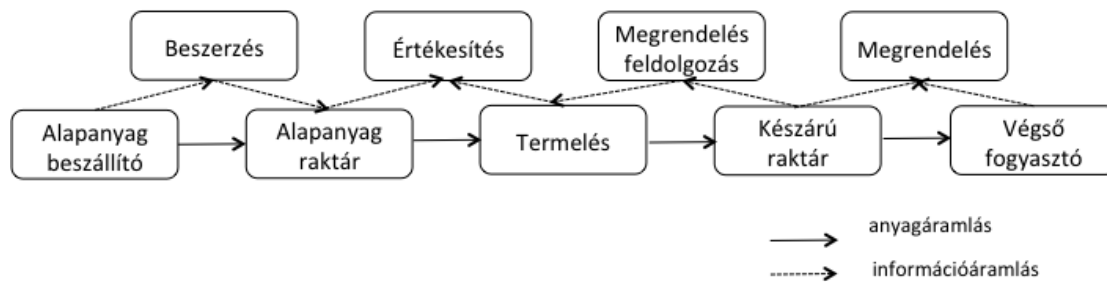 Beszerzés
Értékesítés
Megrendelés
feldolgozás
Megrendelés
Alapanyag
beszállító
Alapanyag
raktár
Termelés
Készárú
raktár
Végső
fogyasztó
anyagáramlás
információáramlás